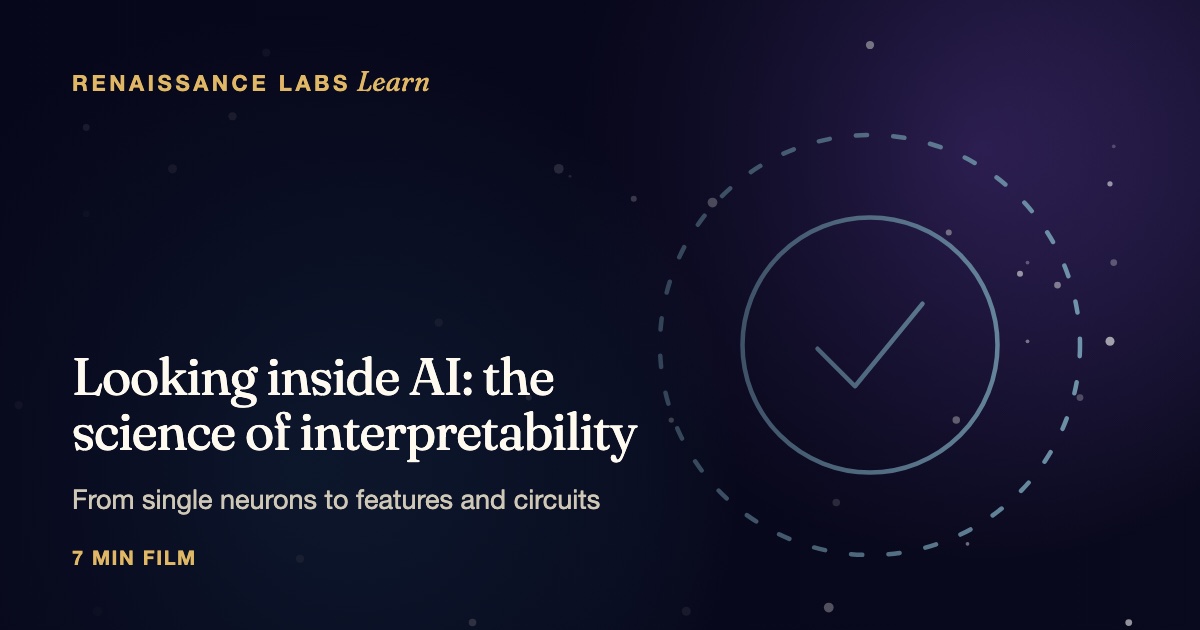 RENAISSANCE LABS Learn
Looking inside AI: the
science of interpretability
From single neurons to features and circuits
7 MIN FILM